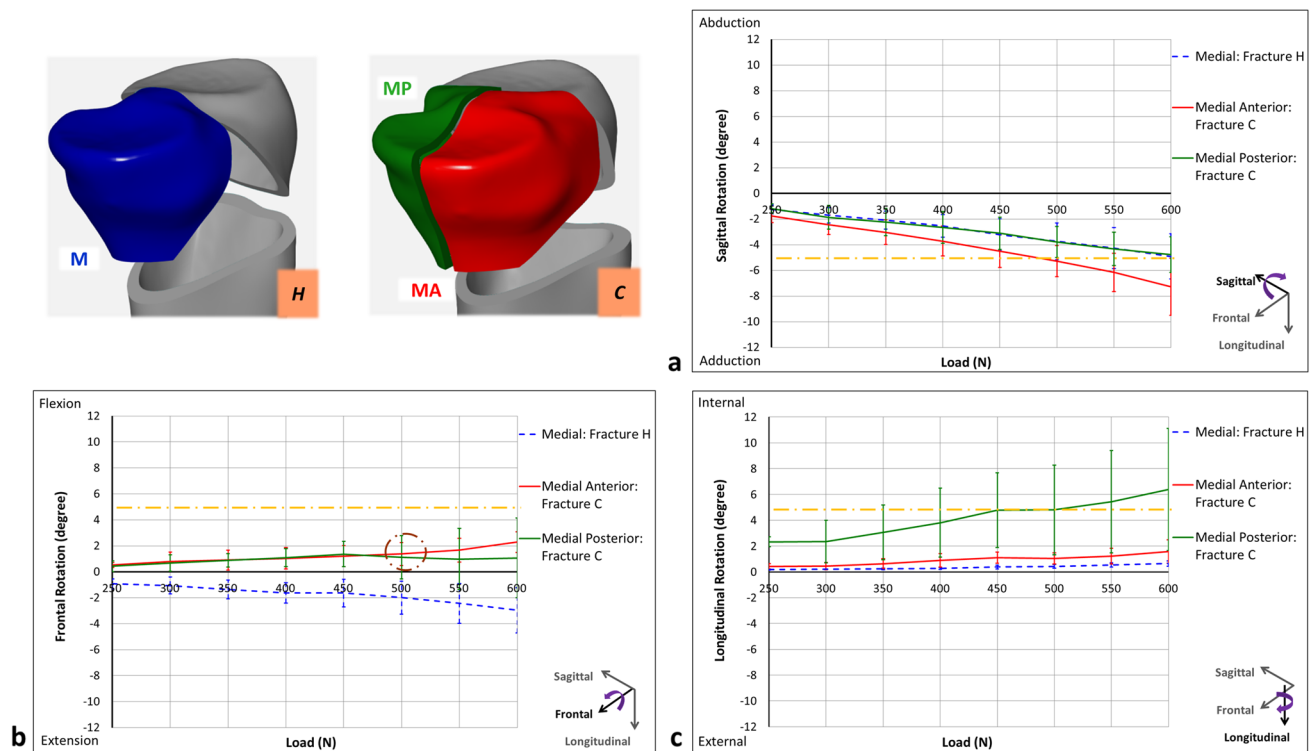 MP
M
H
MA
C
Abduction
12
10
8
6
4
2
0
-2
-4
-6
-8
-10
-12
250 300 350 400 450 500 550 600
Sagittal Rotation (degree)
Load (N)
Adduction
Medial: Fracture H
Medial Anterior:
Fracture C
Medial Posterior:
Fracture C
Sagittal
Frontal
Longitudinal
a
Flexion
12
10
8
6
4
2
0
-2
-4
-6
-8
-10
-12
250 300 350 400 450 500 550 600
Frontal Rotation (degree)
Load (N)
Extension
Medial: Fracture H
Medial Anterior:
Fracture C
Medial Posterior:
Fracture C
Sagittal
Frontal
Longitudinal
b
Internal
12
10
8
6
4
2
0
-2
-4
-6
-8
-10
-12
250 300 350 400 450 500 550 600
Longitudinal Rotation (degree)
Load (N)
External
Medial: Fracture H
Medial Anterior:
Fracture C
Medial Posterior:
Fracture C
Sagittal
Frontal
Longitudinal
c